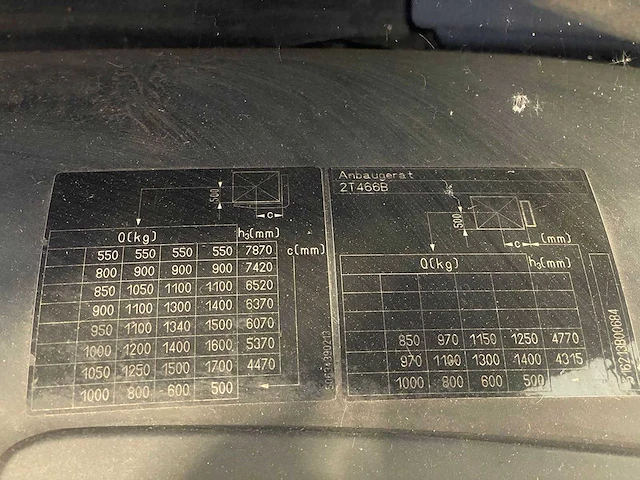 500
c
Q(kg) h₃(mm)
550 550 550 550 7870 c(mm)
800 900 900 900 7420
850 1050 1100 1100 6520
900 1100 1300 1400 6370
950 1100 1340 1500 6070
1000 1200 1400 1600 5370
1050 1250 1500 1700 4470
1000 800 600 500
Anbaugerät
2T466B
500
c (mm)
Q(kg) h₃(mm)
850 970 1150 1250 4770
970 1100 1300 1400 4315
1000 800 600 500